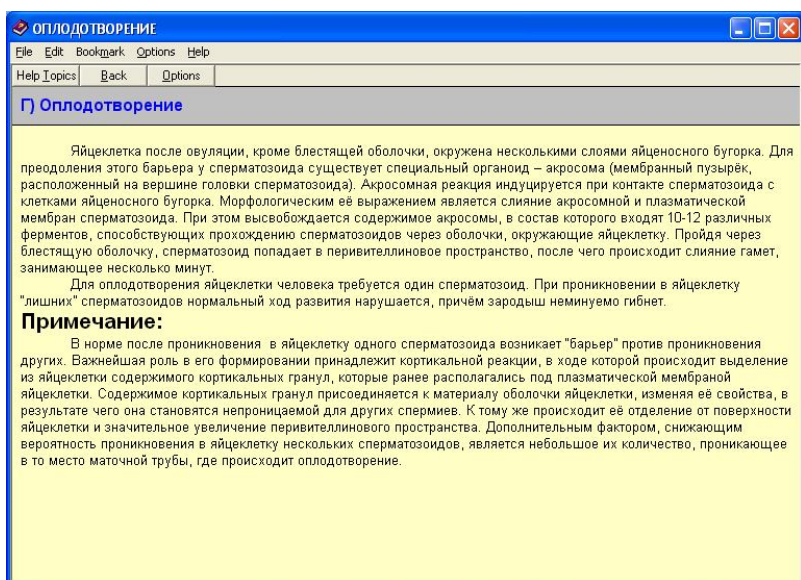 ОПЛОДОТВОРЕНИЕ
File Edit Bookmark Options Help
Help Topics Back Options
Г) Оплодотворение
Яйцеклетка после овуляции, кроме блестящей оболочки, окружена несколькими слоями яйценосного бугорка. Для
преодоления этого барьера у сперматозоида существует специальный органоид – акросома (мембранный пузырёк,
расположенный на вершине головки сперматозоида). Акросомная реакция индуцируется при контакте сперматозоида с
клетками яйценосного бугорка. Морфологическим её выражением является слияние акросомной и плазматической
мембран сперматозоида. При этом высвобождается содержимое акросомы, в состав которого входят 10-12 различных
ферментов, способствующих прохождению сперматозоидов через оболочки, окружающие яйцеклетку. Пройдя через
блестящую оболочку, сперматозоид попадает в перивителлиновое пространство, после чего происходит слияние гамет,
занимающее несколько минут.
Для оплодотворения яйцеклетки человека требуется один сперматозоид. При проникновении в яйцеклетку
"лишних" сперматозоидов нормальный ход развития нарушается, причём зародыш неминуемо гибнет.
Примечание:
В норме после проникновения в яйцеклетку одного сперматозоида возникает "барьер" против проникновения
других. Важнейшая роль в его формировании принадлежит кортикальной реакции, в ходе которой происходит выделение
из яйцеклетки содержимого кортикальных гранул, которые ранее располагались под плазматической мембраной
яйцеклетки. Содержимое кортикальных гранул присоединяется к материалу оболочки яйцеклетки, изменяя её свойства, в
результате чего она становятся непроницаемой для других спермиев. К тому же происходит её отделение от поверхности
яйцеклетки и значительное увеличение перивителлинового пространства. Дополнительным фактором, снижающим
вероятность проникновения в яйцеклетку нескольких сперматозоидов, является небольшое их количество, проникающее
в то место маточной трубы, где происходит оплодотворение.